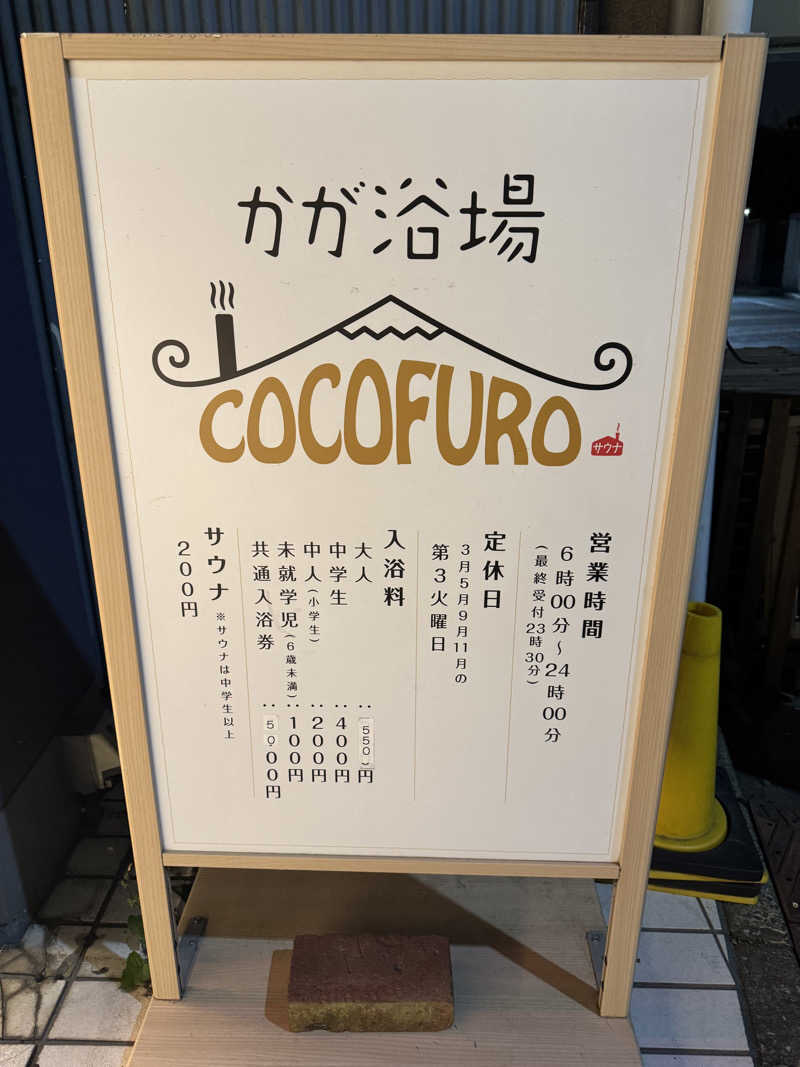 かが浴場
COCOFURO
サウナ
営業時間
6時00分～24時00分
(最終受付23時30分)
定休日
3月5月9月11月の
第3火曜日
入浴料
大人‥550円
中学生‥400円
中人(小学生)‥200円
未就学児(6歳未満)‥100円
共通入浴券‥5000円
サウナ ※サウナは中学生以上
200円